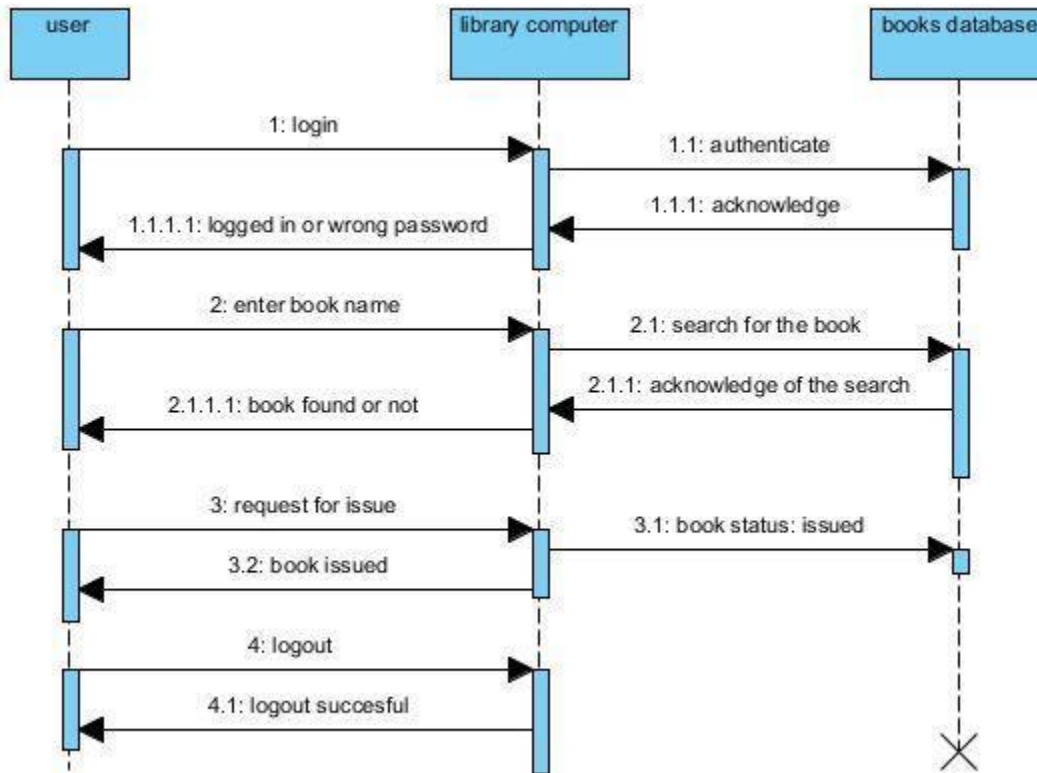 user
library computer
books database
1: login
1.1: authenticate
1.1.1: acknowledge
1.1.1.1: logged in or wrong password
2: enter book name
2.1: search for the book
2.1.1: acknowledge of the search
2.1.1.1: book found or not
3: request for issue
3.1: book status: issued
3.2: book issued
4: logout
4.1: logout succesful